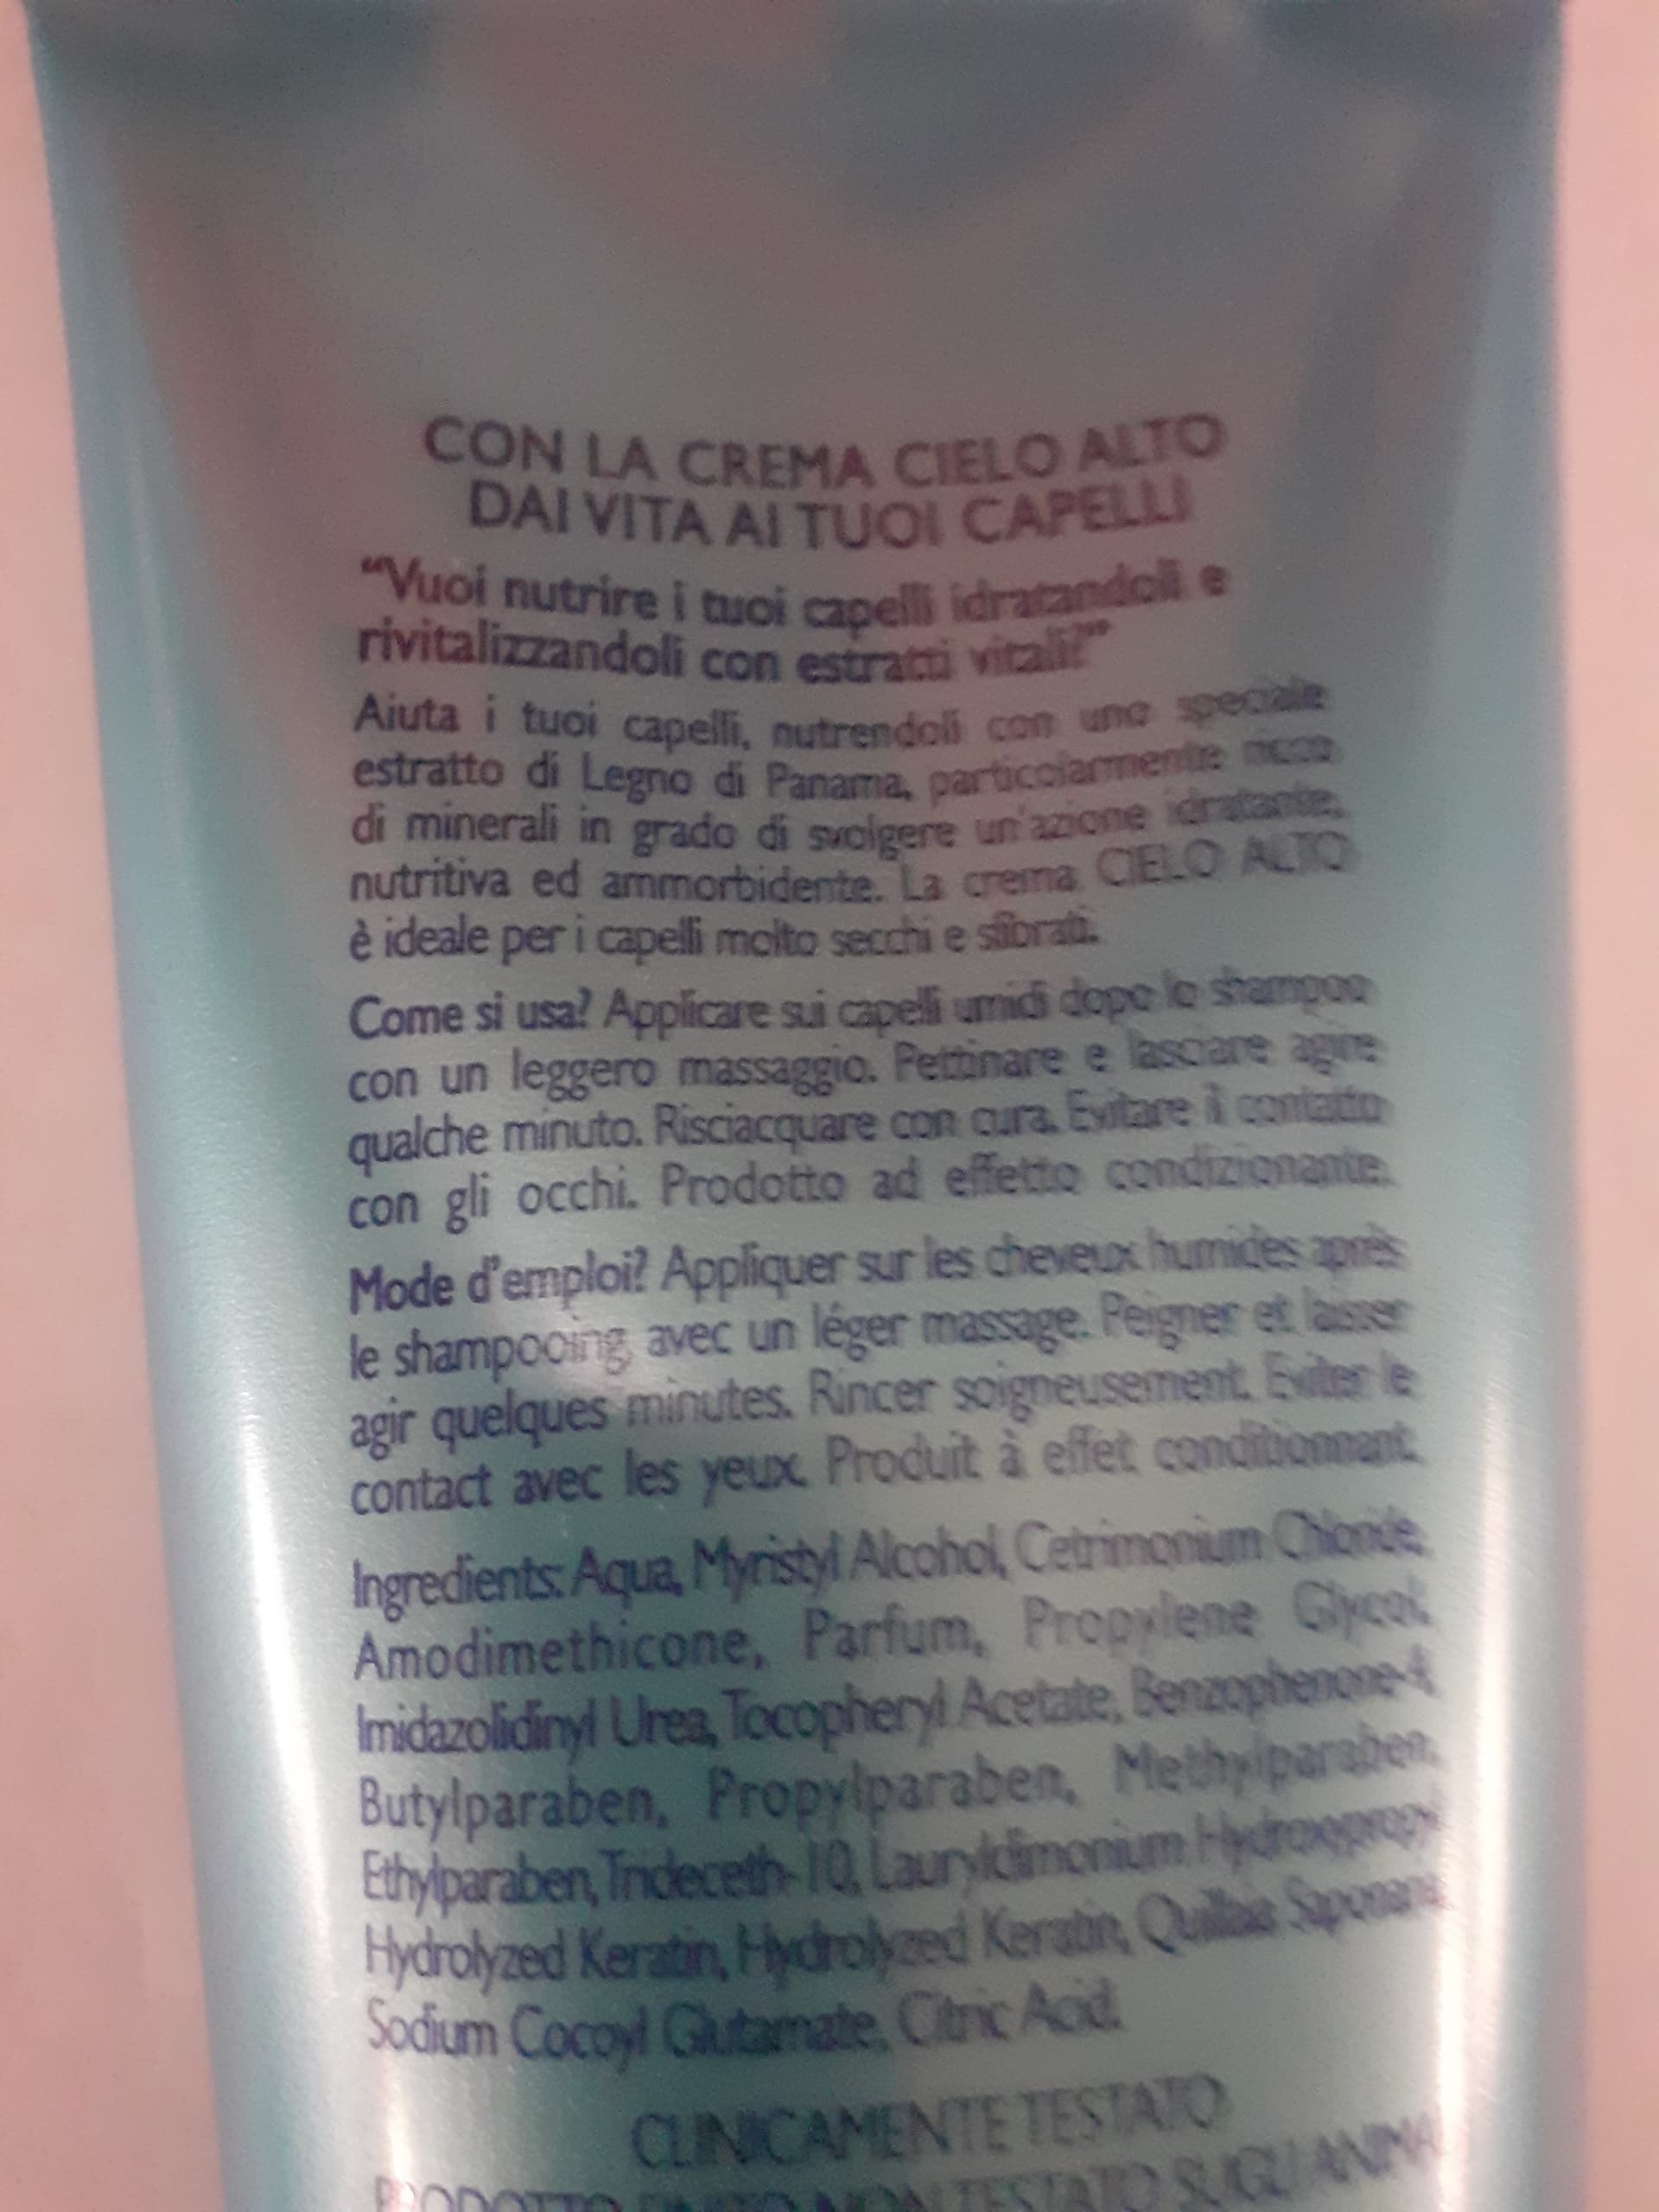 CON LA CREMA CIELO ALTO
DAI VITA AI TUOI CAPELLI
“Vuoi nutrire i tuoi capelli idratandoli e
rivitalizzandoli con estratti vitali?”
Aiuta i tuoi capelli, nutrendoli con uno speciale
estratto di Legno di Panama, particolarmente ricco
di minerali in grado di svolgere un'azione idratante,
nutritiva ed ammorbidente. La crema CIELO ALTO
è ideale per i capelli molto secchi e sfibrati.
Come si usa? Applicare sui capelli umidi dopo lo shampoo
con un leggero massaggio. Pettinare e lasciare agire
qualche minuto. Risciacquare con cura. Evitare il contatto
con gli occhi. Prodotto ad effetto condizionante.
Mode d'emploi? Appliquer sur les cheveux humides après
le shampooing, avec un léger massage. Peigner et laisser
agir quelques minutes. Rincer soigneusement. Eviter le
contact avec les yeux. Produit à effet conditionnant.
Ingredients: Aqua, Myristyl Alcohol, Cetrimonium Chloride,
Amodimethicone, Parfum, Propylene Glycol,
Imidazolidinyl Urea, Tocopheryl Acetate, Benzophenone-4,
Butylparaben, Propylparaben, Methylparaben,
Ethylparaben, Trideceth-10, Lauryldimonium Hydroxypropyl
Hydrolyzed Keratin, Hydrolyzed Keratin, Quillaia Saponaria,
Sodium Cocoyl Glutamate, Citric Acid.
CLINICAMENTE TESTATO
PRODOTTO FINITO NON TESTATO SUGLI ANIMA